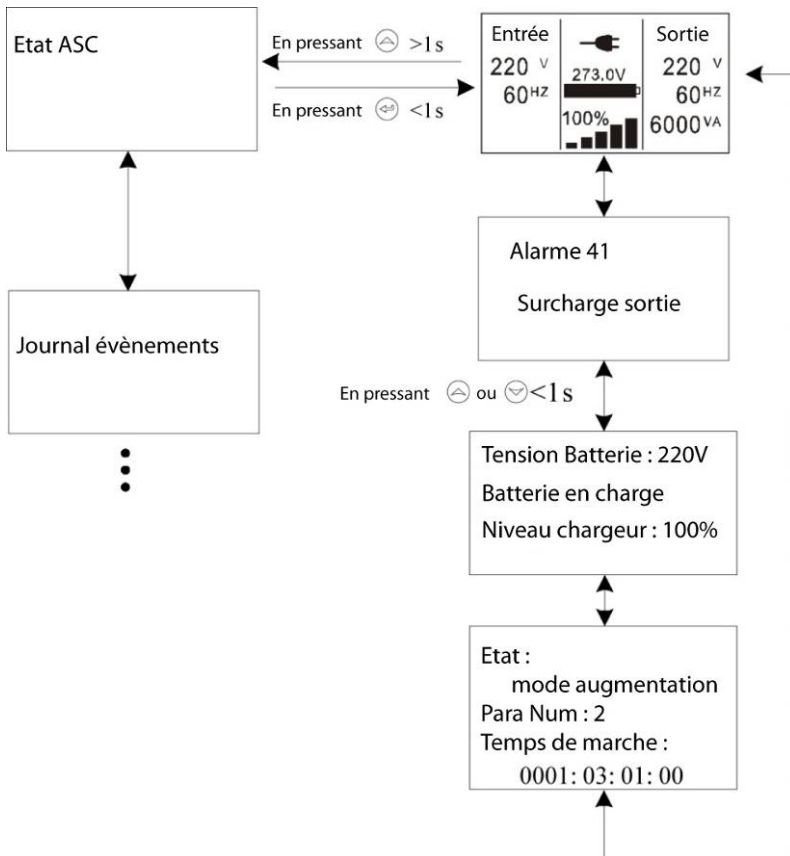 Etat ASC
En pressant >1s
En pressant <1s
Entrée
220 V
60HZ
273.0V
100%
Sortie
220 V
60HZ
6000VA
Alarme 41
Surcharge sortie
Journal évènements
En pressant ou <1s
Tension Batterie : 220V
Batterie en charge
Niveau chargeur : 100%
Etat :
mode augmentation
Para Num : 2
Temps de marche :
0001: 03: 01: 00